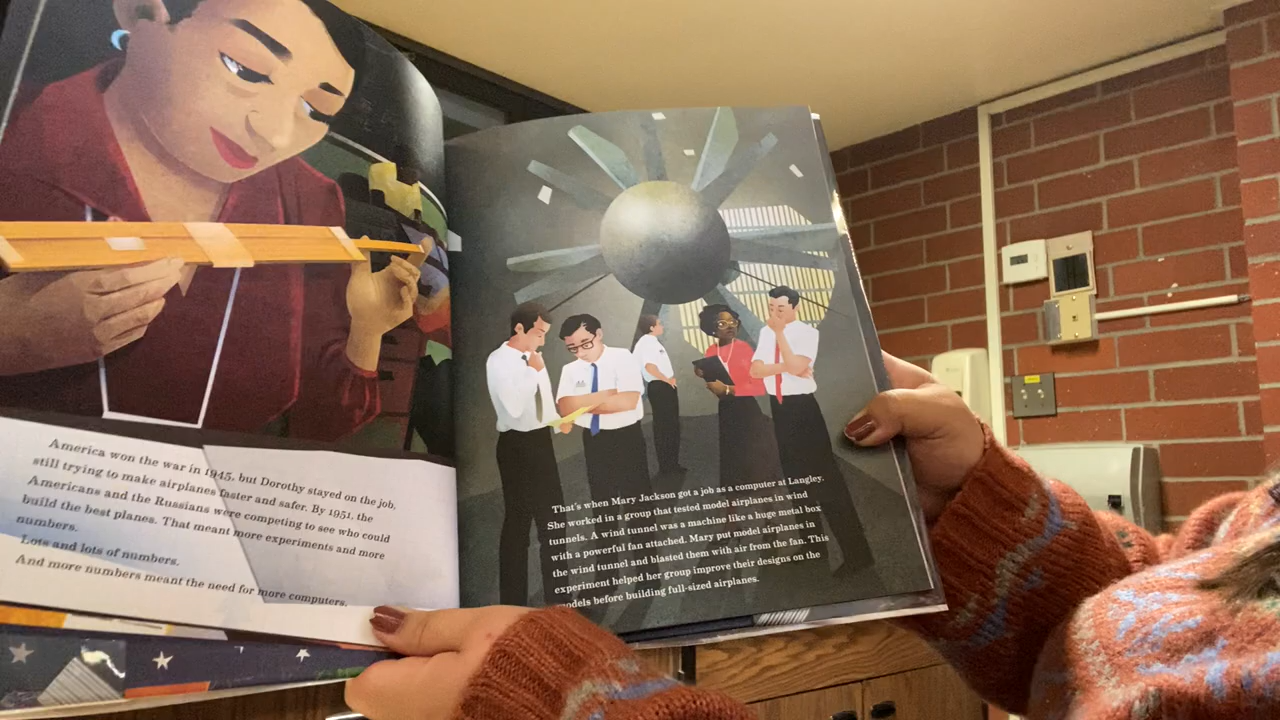 America won the war in 1945, but Dorothy stayed on the job,
still trying to make airplanes faster and safer. By 1951, the
Americans and the Russians were competing to see who could
build the best planes. That meant more experiments and more
numbers.
Lots and lots of numbers.
And more numbers meant the need for more computers.
That's when Mary Jackson got a job as a computer at Langley.
She worked in a group that tested model airplanes in wind
tunnels. A wind tunnel was a machine like a huge metal box
with a powerful fan attached. Mary put model airplanes in
the wind tunnel and blasted them with air from the fan. This
experiment helped her group improve their designs on the
models before building full-sized airplanes.